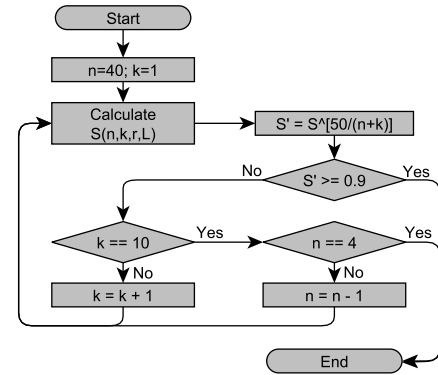 Start
n=40; k=1
Calculate
S(n,k,r,L)
S' = S^[50/(n+k)]
S' >= 0.9
No
Yes
k == 10
Yes
n == 4
Yes
No
No
k = k + 1
n = n - 1
End